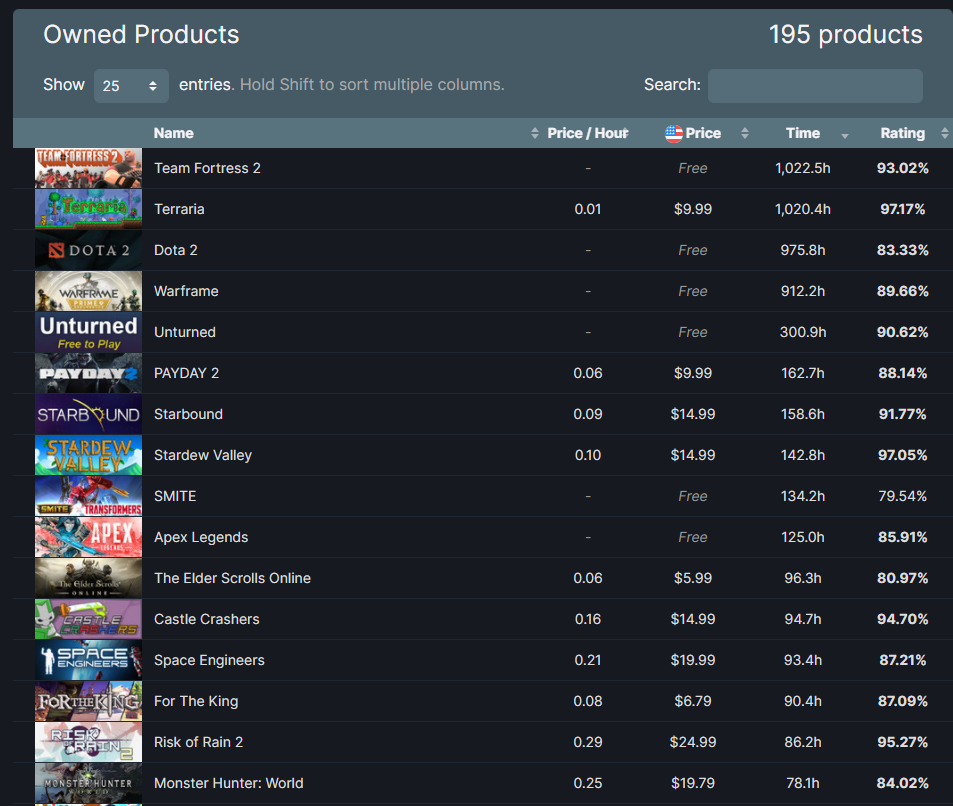 Owned Products 195 products
Show 25 entries. Hold Shift to sort multiple columns. Search:
Name Price / Hour Price Time Rating
TEAM FORTRESS 2 Team Fortress 2 - Free 1,022.5h 93.02%
Terraria Terraria 0.01 $9.99 1,020.4h 97.17%
DOTA 2 Dota 2 - Free 975.8h 83.33%
WARFRAME PRIME Warframe - Free 912.2h 89.66%
Unturned Free to Play Unturned - Free 300.9h 90.62%
PAYDAY 2 PAYDAY 2 0.06 $9.99 162.7h 88.14%
STARBOUND Starbound 0.09 $14.99 158.6h 91.77%
STARDEW VALLEY Stardew Valley 0.10 $14.99 142.8h 97.05%
SMITE TRANSFORMERS SMITE - Free 134.2h 79.54%
APEX LEGENDS Apex Legends - Free 125.0h 85.91%
The Elder Scrolls ONLINE The Elder Scrolls Online 0.06 $5.99 96.3h 80.97%
CASTLE CRASHERS Castle Crashers 0.16 $14.99 94.7h 94.70%
SPACE ENGINEERS Space Engineers 0.21 $19.99 93.4h 87.21%
FOR THE KING For The King 0.08 $6.79 90.4h 87.09%
RISK OF RAIN 2 Risk of Rain 2 0.29 $24.99 86.2h 95.27%
MONSTER HUNTER WORLD Monster Hunter: World 0.25 $19.79 78.1h 84.02%